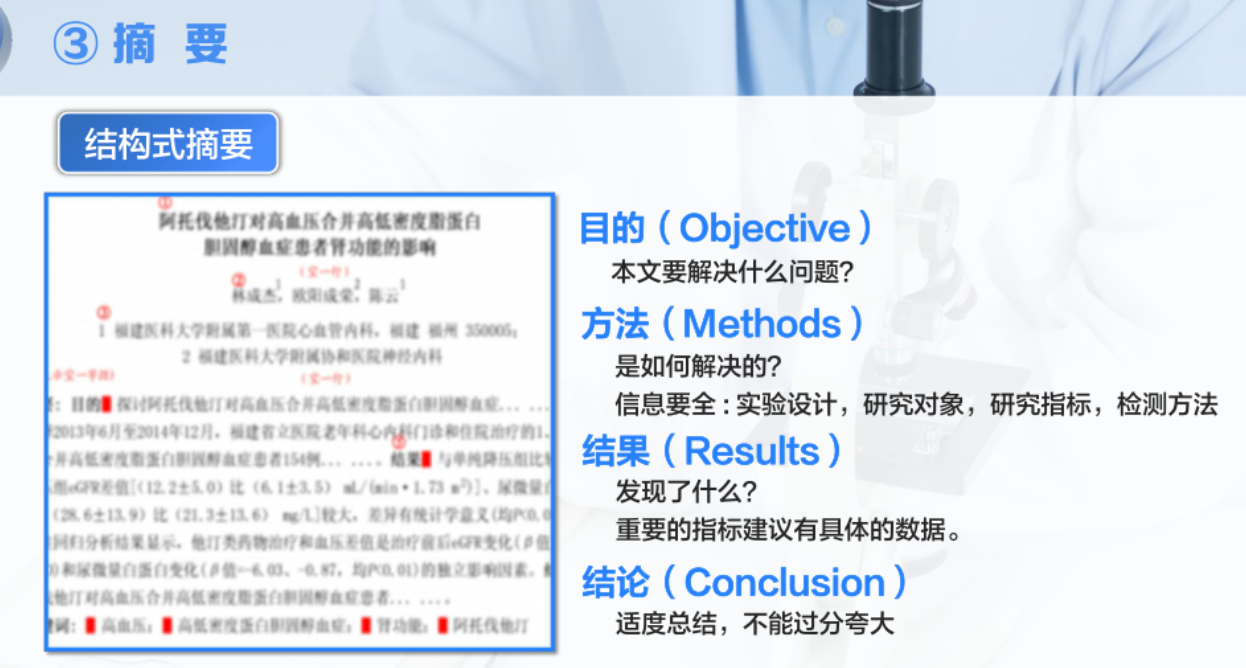 ③ 摘 要
结构式摘要
①
阿托伐他汀对高血压合并高低密度脂蛋白
胆固醇血症患者肾功能的影响
(空一行)
②
林成杰1, 欧阳成荣2, 陈云1
③
1 福建医科大学附属第一医院心血管内科, 福建 福州 350005;
2 福建医科大学附属协和医院神经内科
(空一行)
目的 探讨阿托伐他汀对高血压合并高低密度脂蛋白胆固醇血症... ...
2013年6月至2014年12月, 福建省立医院老年科心内科门诊和住院治疗的1.
并高低密度脂蛋白胆固醇血症患者154例... ... . 结果 与单纯降压组比
组eGFR差值[(12.2±5.0) 比 (6.1±3.5) mL/(min•1.73 m²)]、尿微量
(28.6±13.9) 比 (21.3±13.6) mg/L]较大, 差异有统计学意义(均P<0.0
回归分析结果显示, 他汀类药物治疗和血压差值是治疗前后eGFR变化(β值
)和尿微量白蛋白变化(β值=-6.03、-0.87, 均P<0.01)的独立影响因素.
他汀对高血压合并高低密度脂蛋白胆固醇血症患者... ... .
词: 高血压; 高低密度脂蛋白胆固醇血症; 肾功能; 阿托伐他汀
目的（Objective）
本文要解决什么问题?
方法（Methods）
是如何解决的?
信息要全 : 实验设计，研究对象，研究指标，检测方法
结果（Results）
发现了什么?
重要的指标建议有具体的数据。
结论（Conclusion）
适度总结，不能过分夸大